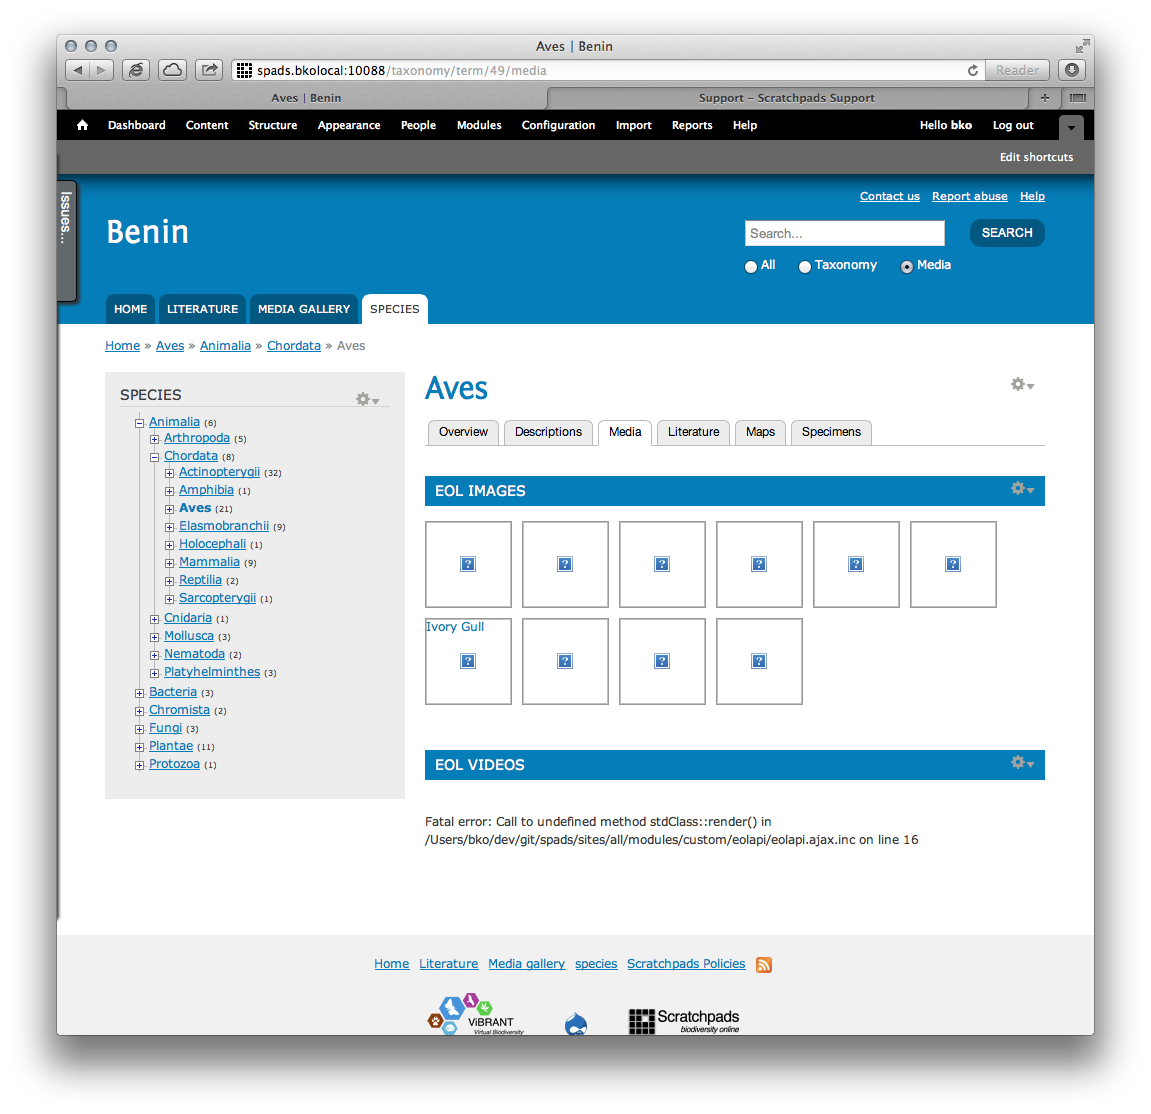 Aves | Benin
spads.bkolocal:10088/taxonomy/term/49/media
Reader
Aves | Benin
Support – Scratchpads Support
+
Dashboard Content Structure Appearance People Modules Configuration Import Reports Help Hello bko Log out
Edit shortcuts
Issues...
Contact us Report abuse Help
Benin
Search...
SEARCH
All Taxonomy Media
HOME LITERATURE MEDIA GALLERY SPECIES
Home » Aves » Animalia » Chordata » Aves
SPECIES
Animalia (6)
Arthropoda (5)
Chordata (8)
Actinopterygii (32)
Amphibia (1)
Aves (21)
Elasmobranchii (9)
Holocephali (1)
Mammalia (9)
Reptilia (2)
Sarcopterygii (1)
Cnidaria (1)
Mollusca (3)
Nematoda (2)
Platyhelminthes (3)
Bacteria (3)
Chromista (2)
Fungi (3)
Plantae (11)
Protozoa (1)
Aves
Overview Descriptions Media Literature Maps Specimens
EOL IMAGES
? ? ? ? ? ?
Ivory Gull
? ? ? ?
EOL VIDEOS
Fatal error: Call to undefined method stdClass::render() in
/Users/bko/dev/git/spads/sites/all/modules/custom/eolapi/eolapi.ajax.inc on line 16
Home Literature Media gallery species Scratchpads Policies
ViBRANT
Virtual Biodiversity
Scratchpads
biodiversity online